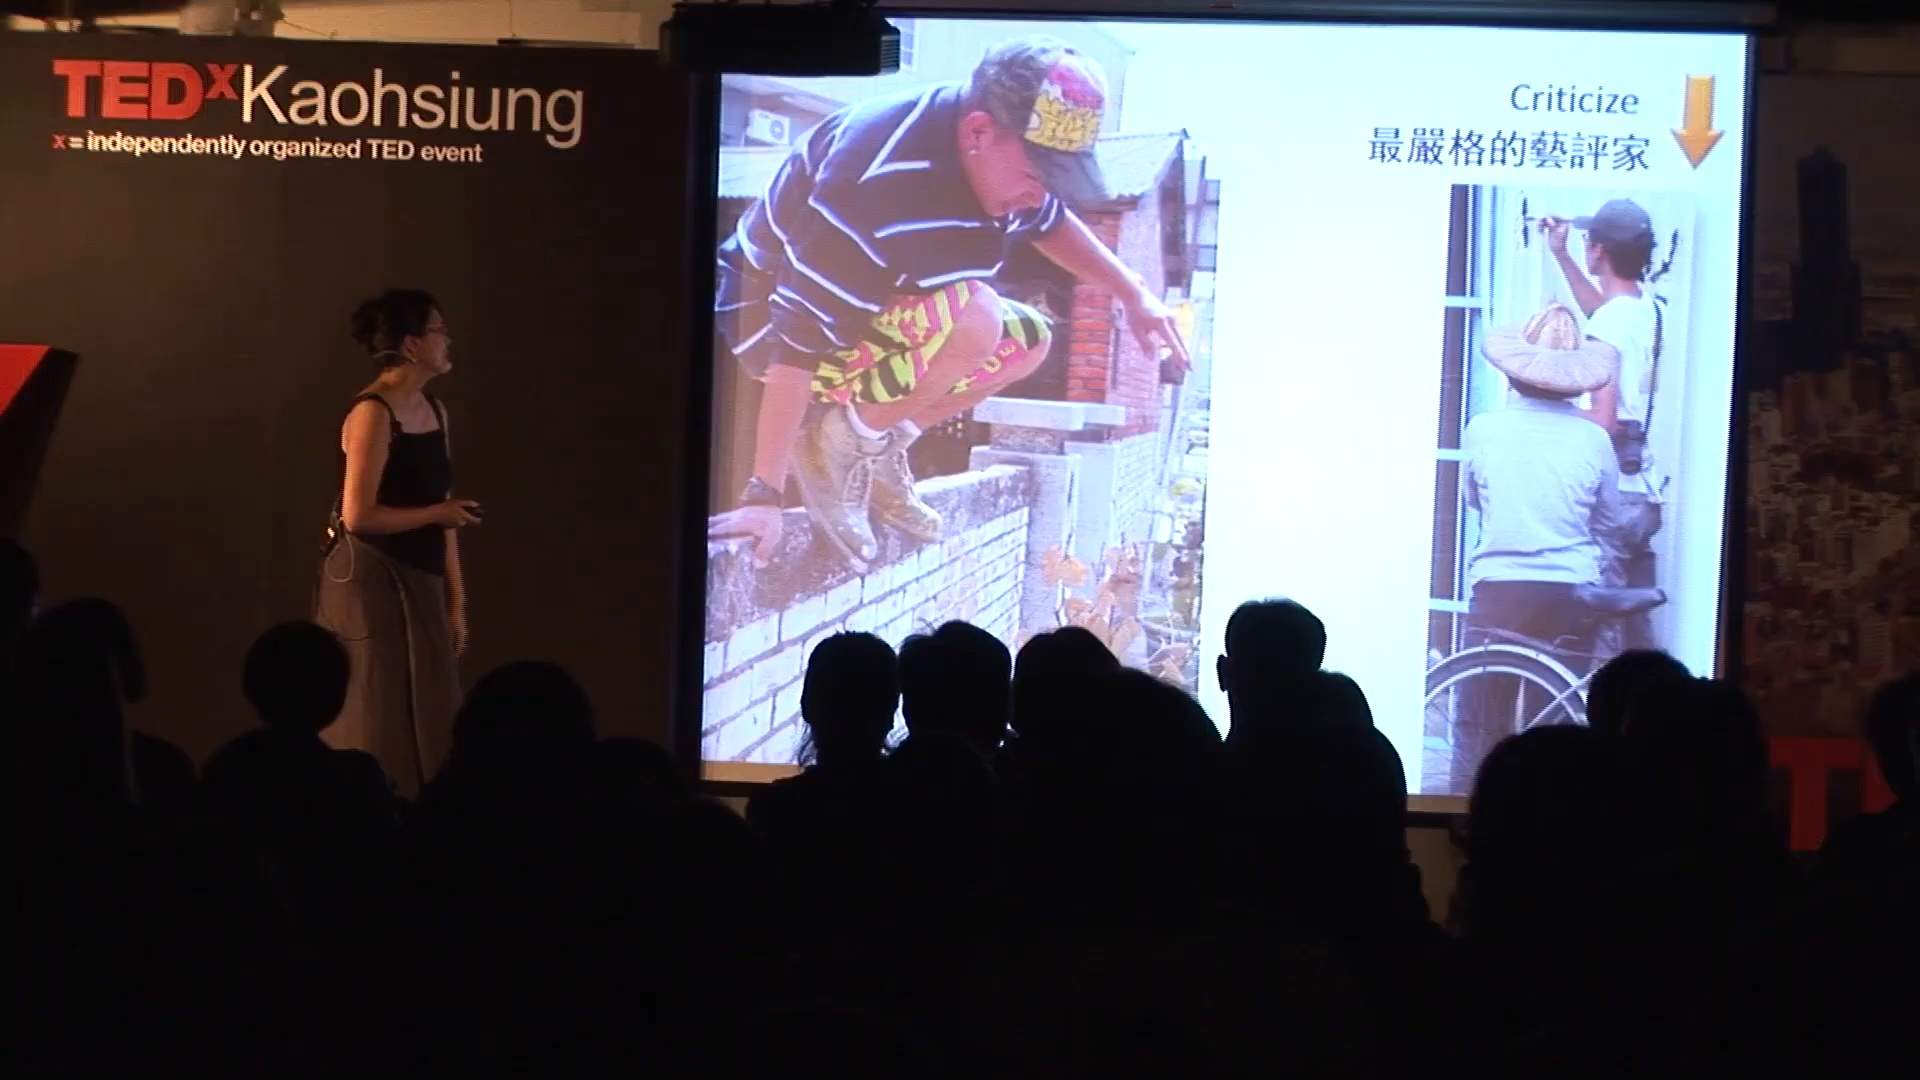 TEDxKaohsiung
x = independently organized TED event
Criticize
最嚴格的藝評家